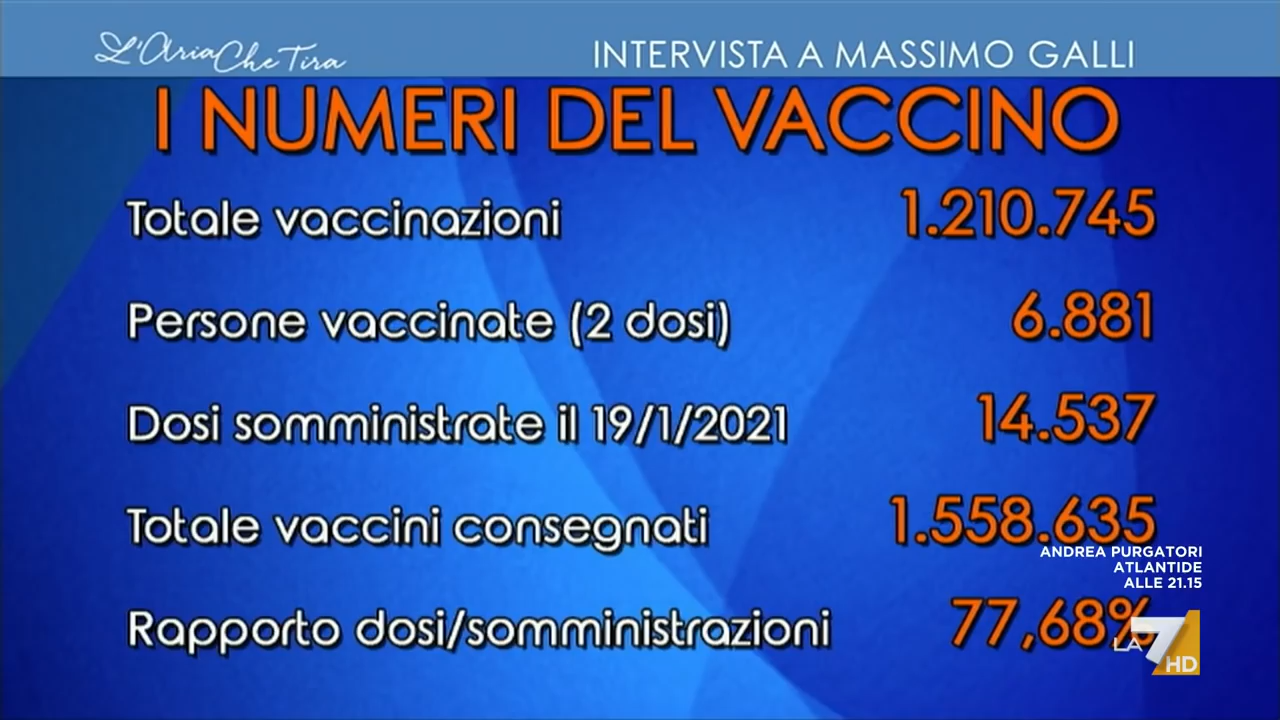 L'Aria Che Tira
INTERVISTA A MASSIMO GALLI
I NUMERI DEL VACCINO
Totale vaccinazioni 1.210.745
Persone vaccinate (2 dosi) 6.881
Dosi somministrate il 19/1/2021 14.537
Totale vaccini consegnati 1.558.635
ANDREA PURGATORI
ATLANTIDE
ALLE 21.15
Rapporto dosi/somministrazioni 77,68%
LA 7 HD